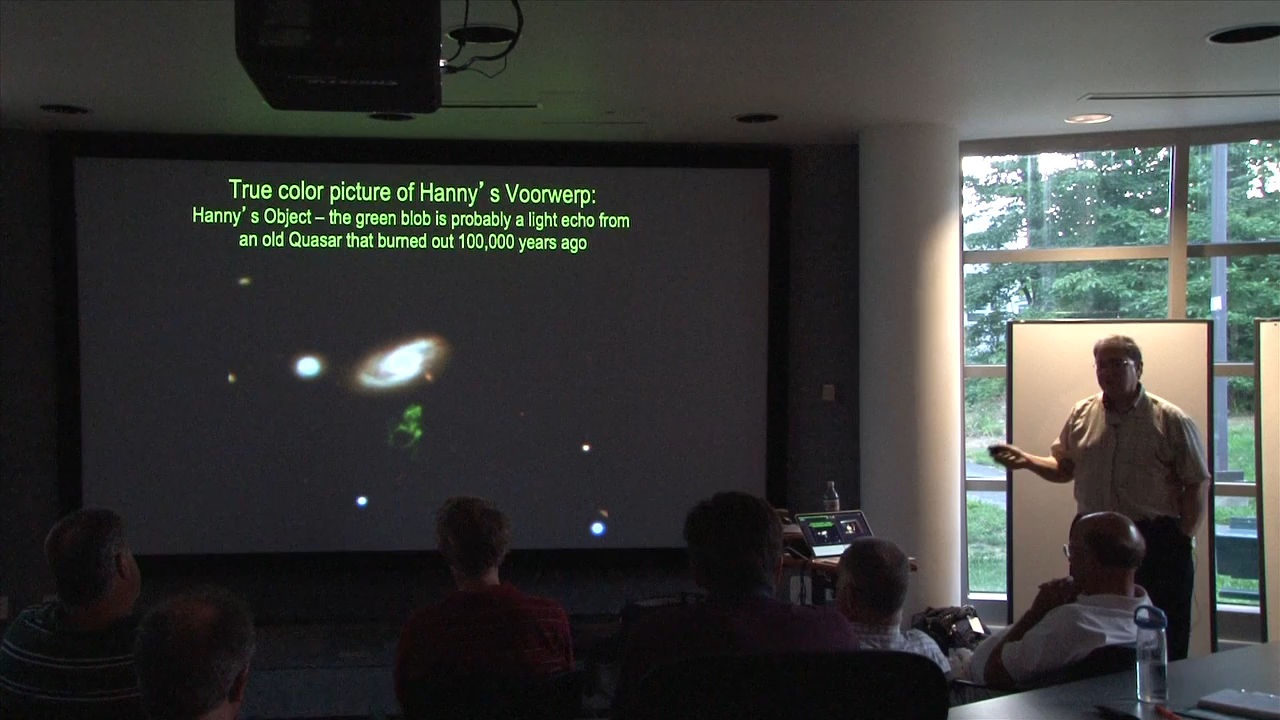 True color picture of Hanny’s Voorwerp:
Hanny’s Object – the green blob is probably a light echo from
an old Quasar that burned out 100,000 years ago